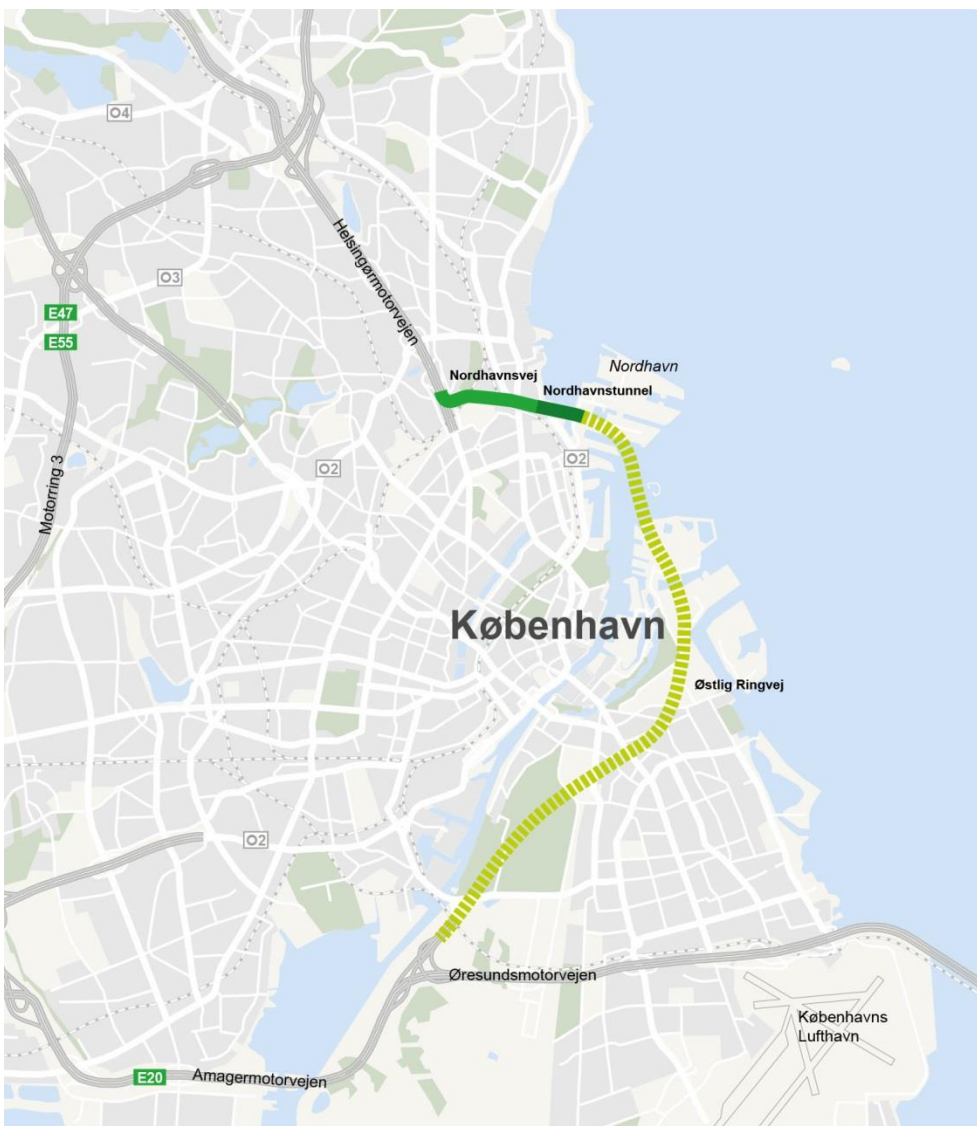 O4
Helsingørmotorvejen
O3
E47
E55
Nordhavn
Nordhavnsvej
Nordhavnstunnel
O2
O2
Motorring 3
København
Østlig Ringvej
O2
Øresundsmotorvejen
Københavns
Lufthavn
E20
Amagermotorvejen